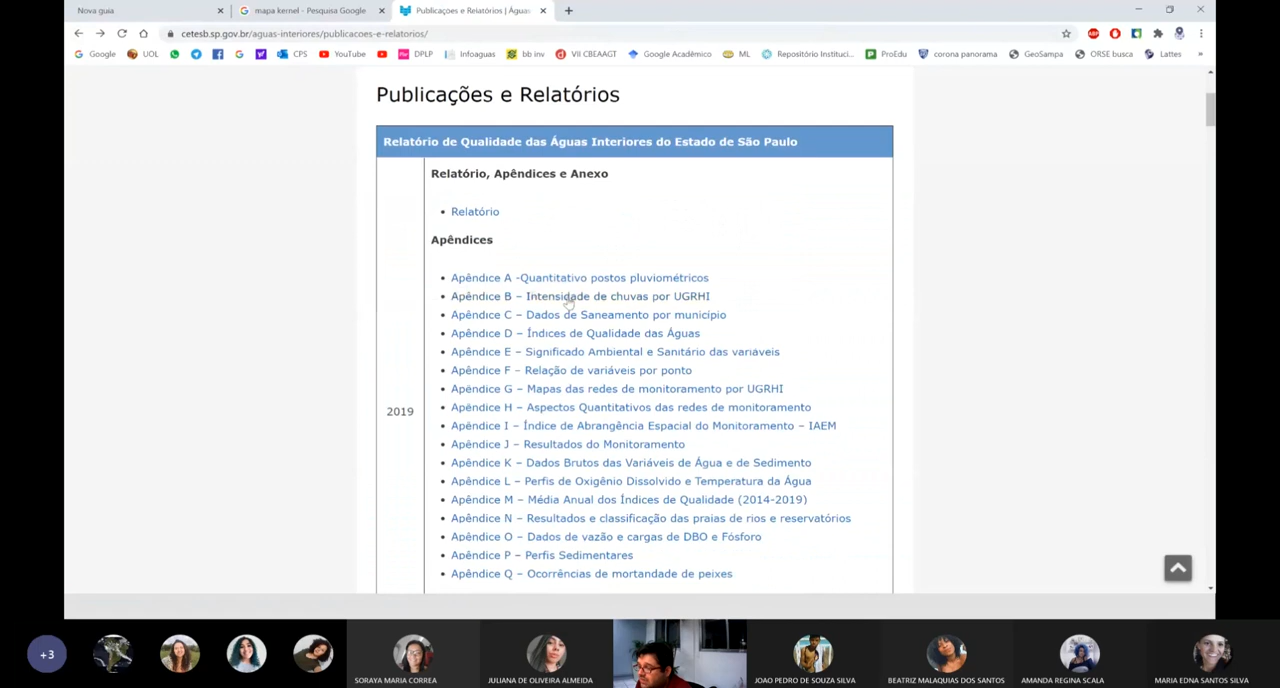 Nova guia
mapa kernel - Pesquisa Google
Publicações e Relatórios | Águas
cetesb.sp.gov.br/aguas-interiores/publicacoes-e-relatorios/
Google UOL CPS YouTube DPLP Infoaguas bb inv VII CBEAAGT Google Acadêmico ML Repositório Instituci... ProEdu corona panorama GeoSampa ORSE busca Lattes »
Publicações e Relatórios
Relatório de Qualidade das Águas Interiores do Estado de São Paulo
Relatório, Apêndices e Anexo
• Relatório
Apêndices
• Apêndice A -Quantitativo postos pluviométricos
• Apêndice B – Intensidade de chuvas por UGRHI
• Apêndice C – Dados de Saneamento por município
• Apêndice D – Índices de Qualidade das Águas
• Apêndice E – Significado Ambiental e Sanitário das variaveis
• Apêndice F – Relação de variáveis por ponto
• Apêndice G – Mapas das redes de monitoramento por UGRHI
• Apêndice H – Aspectos Quantitativos das redes de monitoramento
2019
• Apêndice I – Índice de Abrangência Espacial do Monitoramento – IAEM
• Apêndice J – Resultados do Monitoramento
• Apêndice K – Dados Brutos das Variáveis de Água e de Sedimento
• Apêndice L – Perfis de Oxigênio Dissolvido e Temperatura da Água
• Apêndice M – Média Anual dos Índices de Qualidade (2014-2019)
• Apêndice N – Resultados e classificação das praias de rios e reservatórios
• Apêndice O – Dados de vazão e cargas de DBO e Fósforo
• Apêndice P – Perfis Sedimentares
• Apêndice Q – Ocorrências de mortandade de peixes
+3
SORAYA MARIA CORREA
JULIANA DE OLIVEIRA ALMEIDA
JOAO PEDRO DE SOUZA SILVA
BEATRIZ MALAQUIAS DOS SANTOS
AMANDA REGINA SCALA
MARIA EDNA SANTOS SILVA